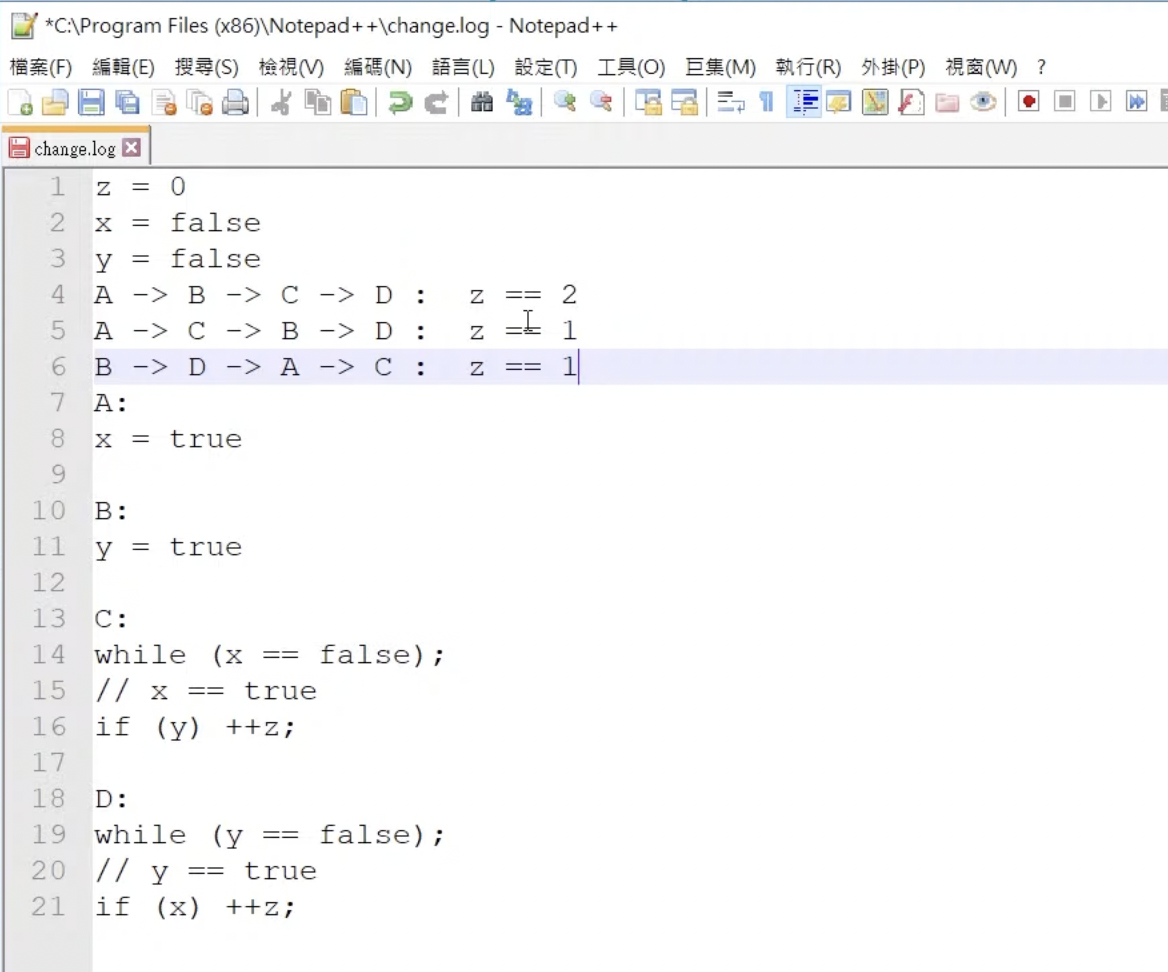 *C:\Program Files (x86)\Notepad++\change.log - Notepad++
檔案(F) 編輯(E) 搜尋(S) 檢視(V) 編碼(N) 語言(L) 設定(T) 工具(O) 巨集(M) 執行(R) 外掛(P) 視窗(W) ?
change.log
1 z = 0
2 x = false
3 y = false
4 A -> B -> C -> D :  z == 2
5 A -> C -> B -> D :  z == 1
6 B -> D -> A -> C :  z == 1
7 A:
8 x = true
9
10 B:
11 y = true
12
13 C:
14 while (x == false);
15 // x == true
16 if (y) ++z;
17
18 D:
19 while (y == false);
20 // y == true
21 if (x) ++z;